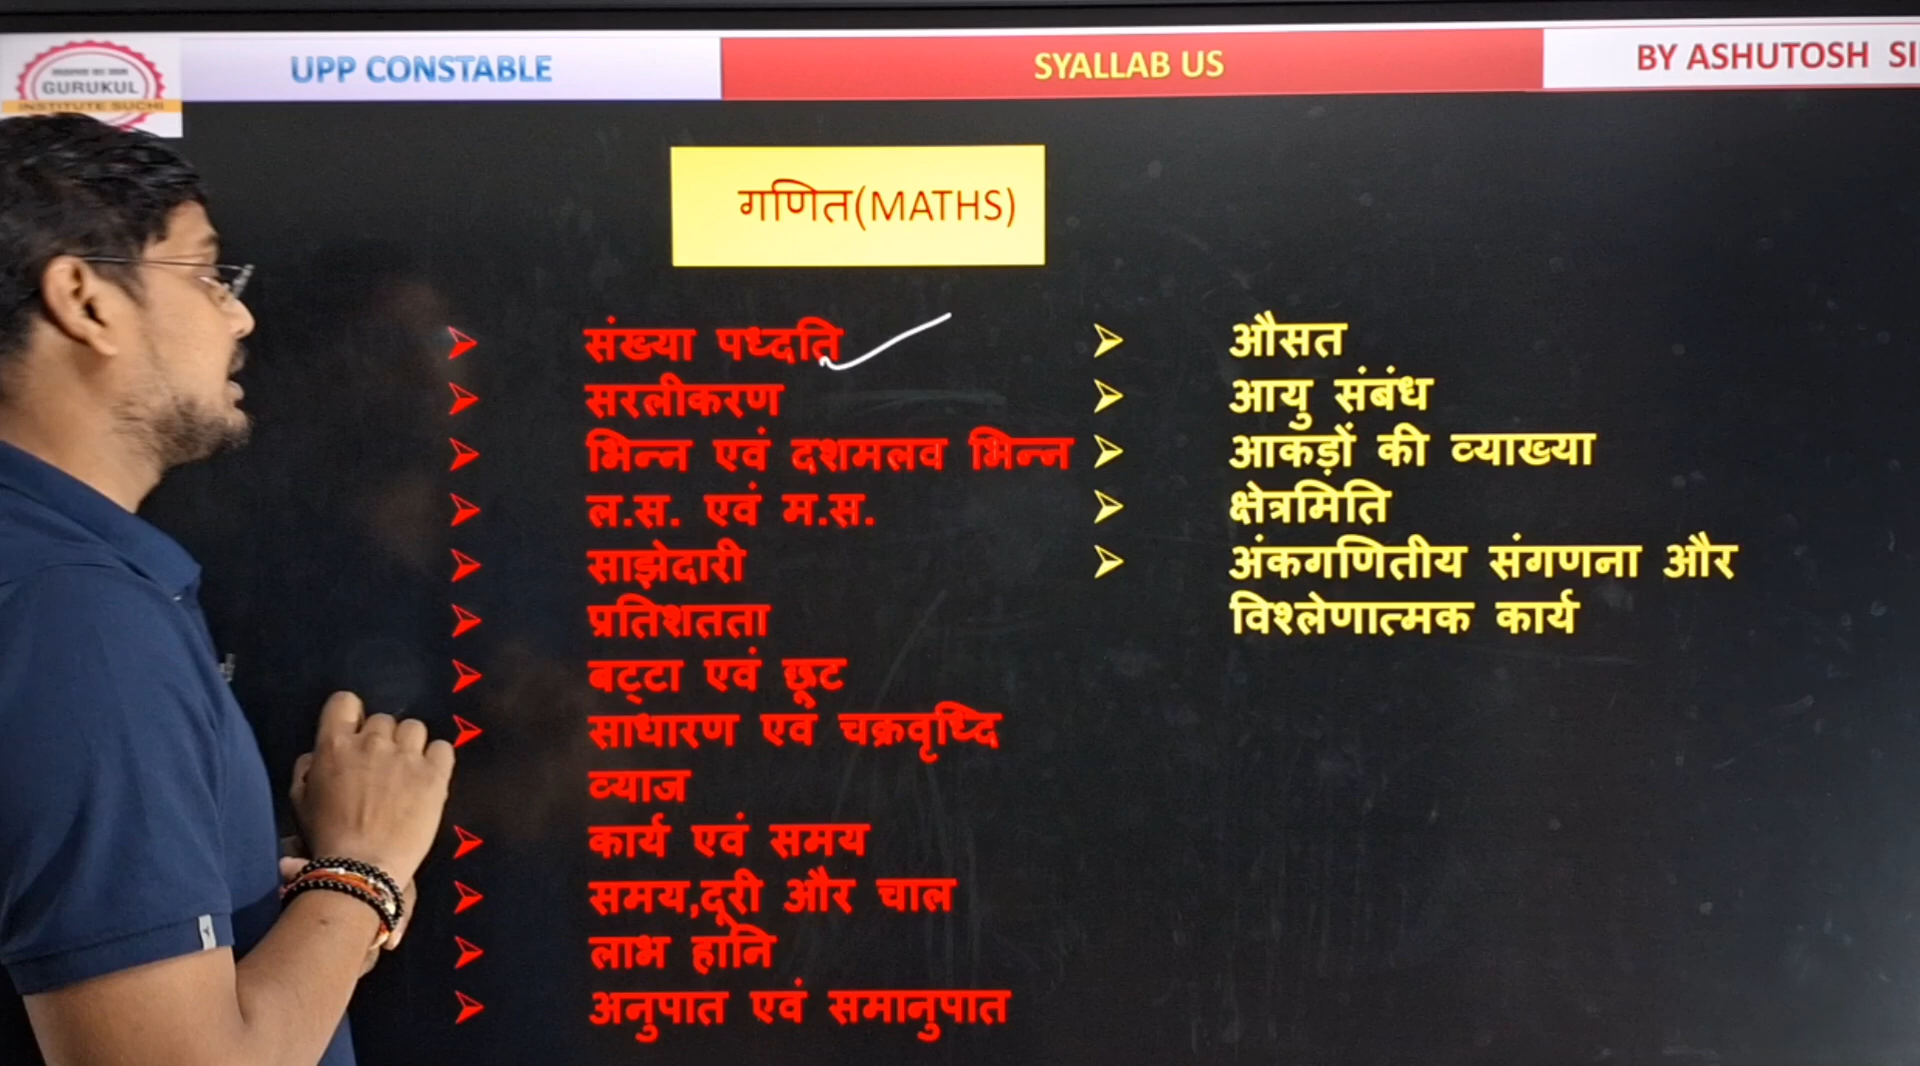 GURUKUL
INSTITUTE SUCHI
UPP CONSTABLE
SYALLAB US
BY ASHUTOSH
गणित(MATHS)
संख्या पध्दति
सरलीकरण
भिन्न एवं दशमलव भिन्न
ल.स. एवं म.स.
साझेदारी
प्रतिशतता
बट्टा एवं छूट
साधारण एवं चक्रवृध्दि
व्याज
कार्य एवं समय
समय,दूरी और चाल
लाभ हानि
अनुपात एवं समानुपात
औसत
आयु संबंध
आकड़ों की व्याख्या
क्षेत्रमिति
अंकगणितीय संगणना और
विश्लेणात्मक कार्य